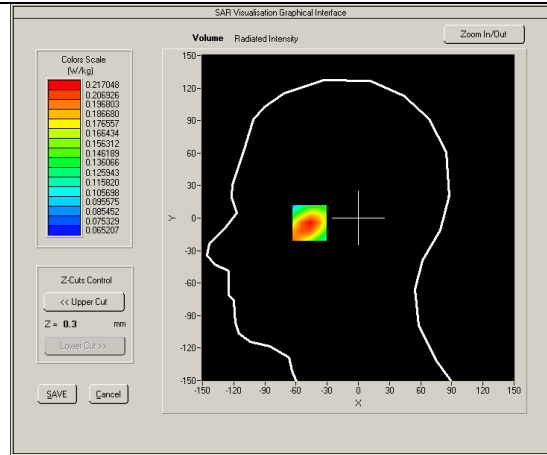 SAR Visualisation Graphical Interface
Volume Radiated Intensity
Zoom In/Out
Colors Scale
(W/kg)
0.217048
0.206926
0.196803
0.186680
0.176557
0.166434
0.156312
0.146189
0.136066
0.125943
0.115820
0.105698
0.095575
0.085452
0.075329
0.065207
Z-Cuts Control
<< Upper Cut
Z = 0.3 mm
Lower Cut >>
SAVE Cancel
150
120
90
60
30
0
-30
-60
-90
-120
-150
Y
-150 -120 -90 -60 -30 0 30 60 90 120 150
X